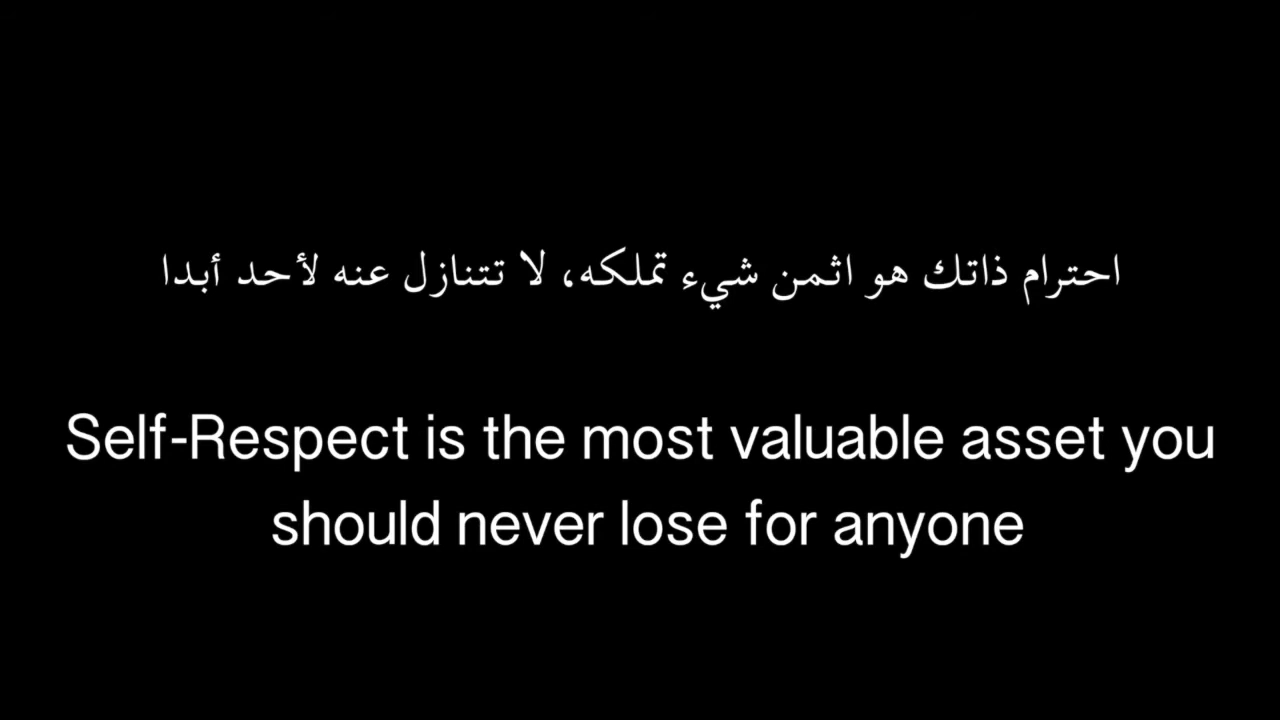 احترام ذاتك هو اثمن شيء تملكه، لا تتنازل عنه لأحد أبدا
Self-Respect is the most valuable asset you
should never lose for anyone